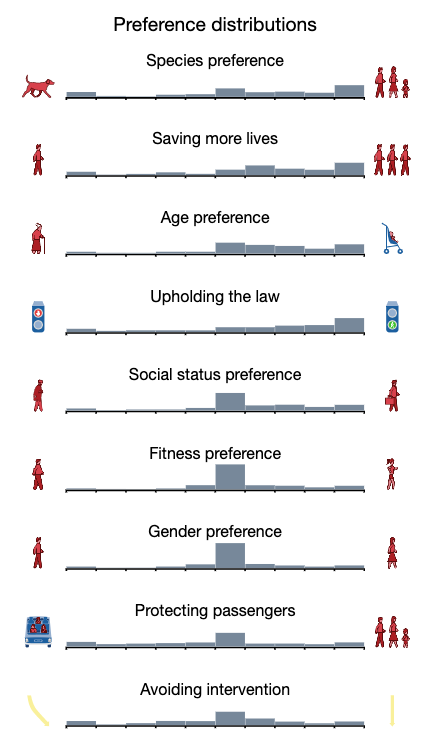 Preference distributions
Species preference
Saving more lives
Age preference
Upholding the law
Social status preference
Fitness preference
Gender preference
Protecting passengers
Avoiding intervention